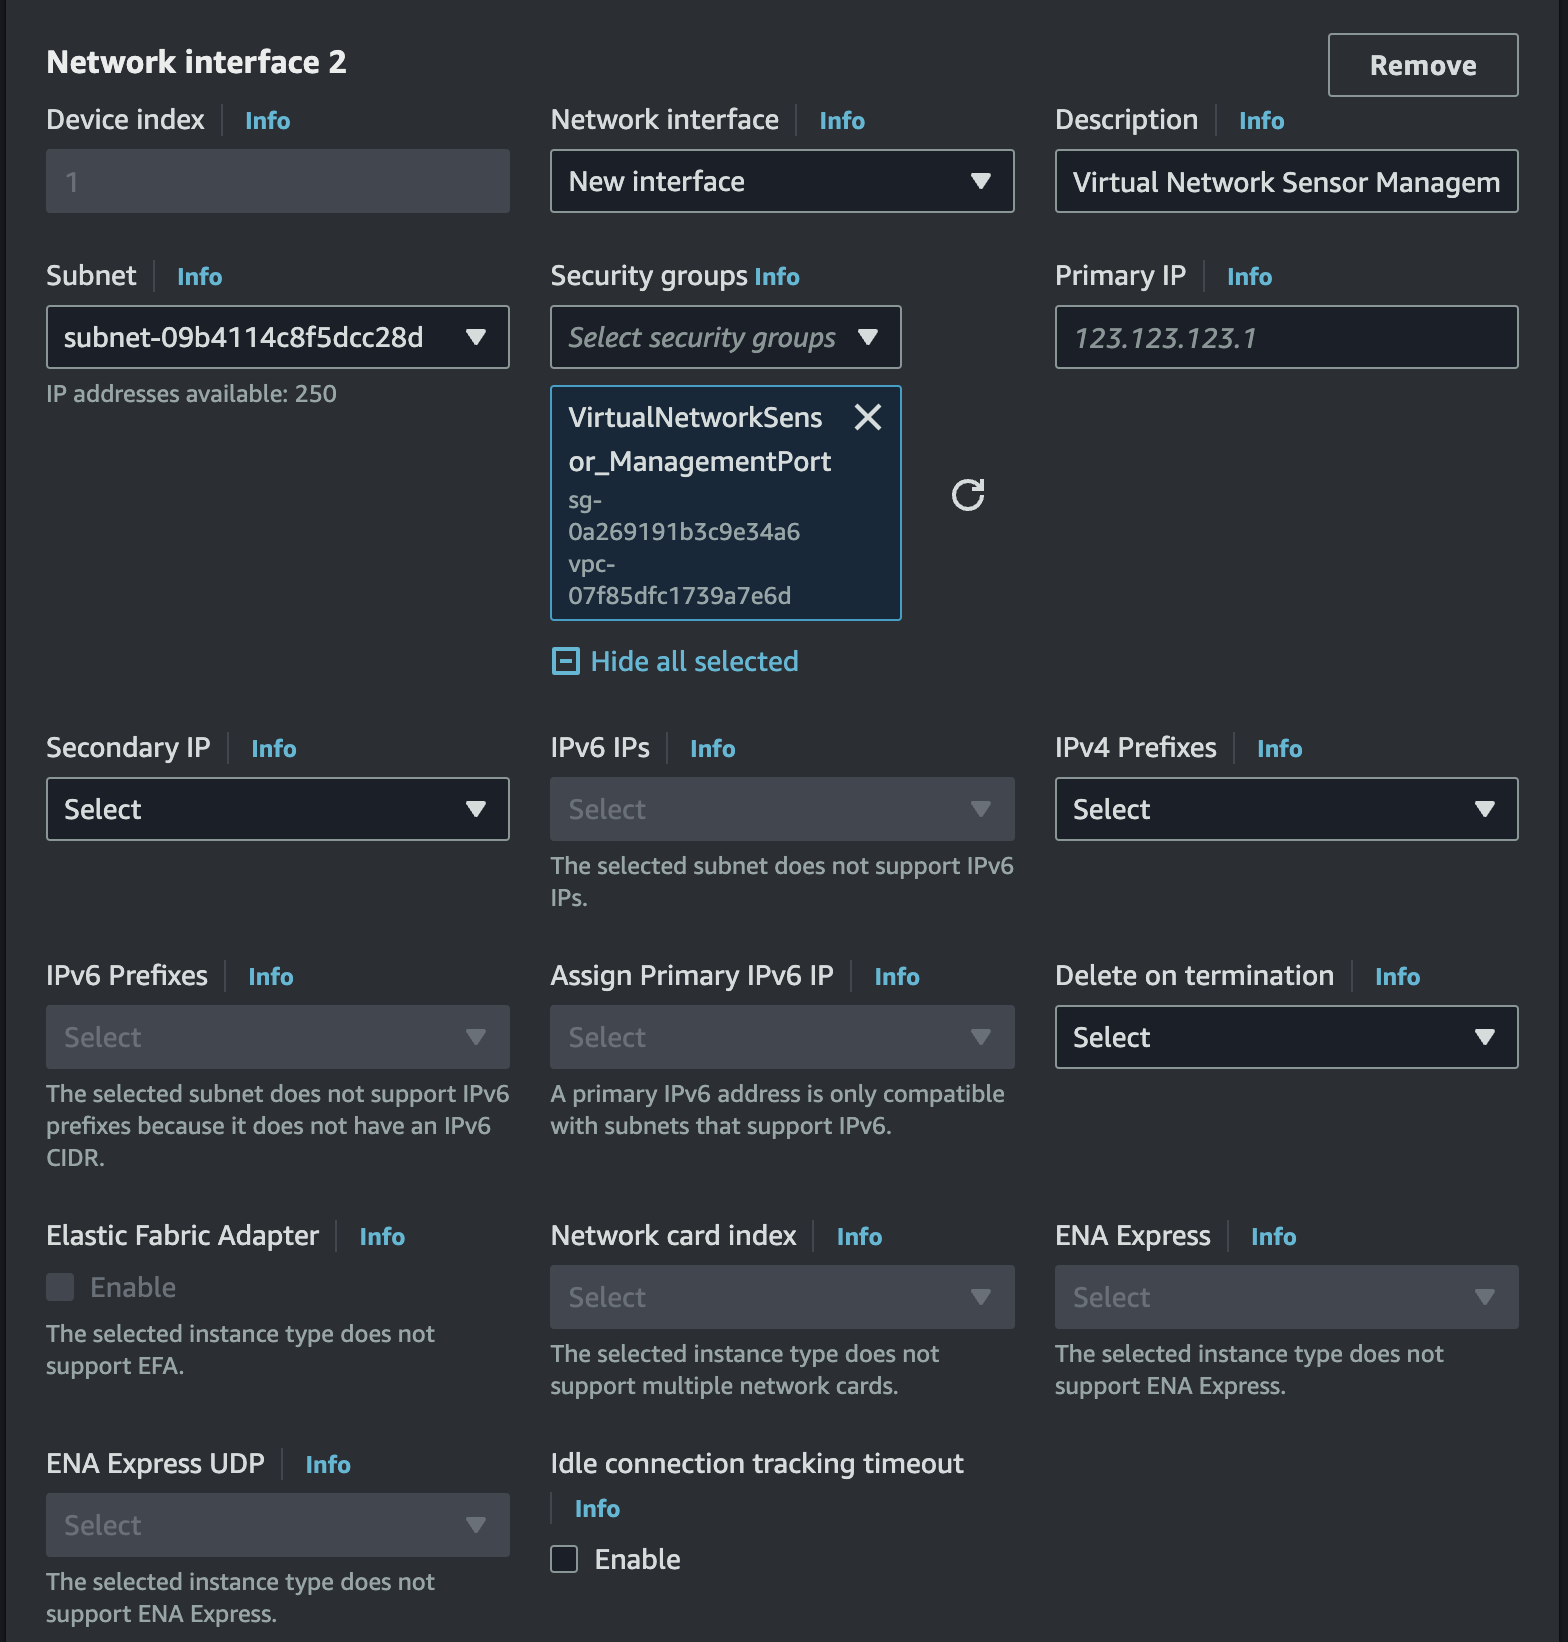 Network interface 2
Remove
Device index Info
Network interface Info
Description Info
1
New interface
Virtual Network Sensor Managem
Subnet Info
Security groups Info
Primary IP Info
subnet-09b4114c8f5dcc28d
Select security groups
123.123.123.1
IP addresses available: 250
VirtualNetworkSens
or_ManagementPort
sg-
0a269191b3c9e34a6
vpc-
07f85dfc1739a7e6d
Hide all selected
Secondary IP Info
IPv6 IPs Info
IPv4 Prefixes Info
Select
Select
Select
The selected subnet does not support IPv6
IPs.
IPv6 Prefixes Info
Assign Primary IPv6 IP Info
Delete on termination Info
Select
Select
Select
The selected subnet does not support IPv6
prefixes because it does not have an IPv6
CIDR.
A primary IPv6 address is only compatible
with subnets that support IPv6.
Elastic Fabric Adapter Info
Network card index Info
ENA Express Info
Enable
Select
Select
The selected instance type does not
support EFA.
The selected instance type does not
support multiple network cards.
The selected instance type does not
support ENA Express.
ENA Express UDP Info
Idle connection tracking timeout
Info
Select
Enable
The selected instance type does not
support ENA Express.